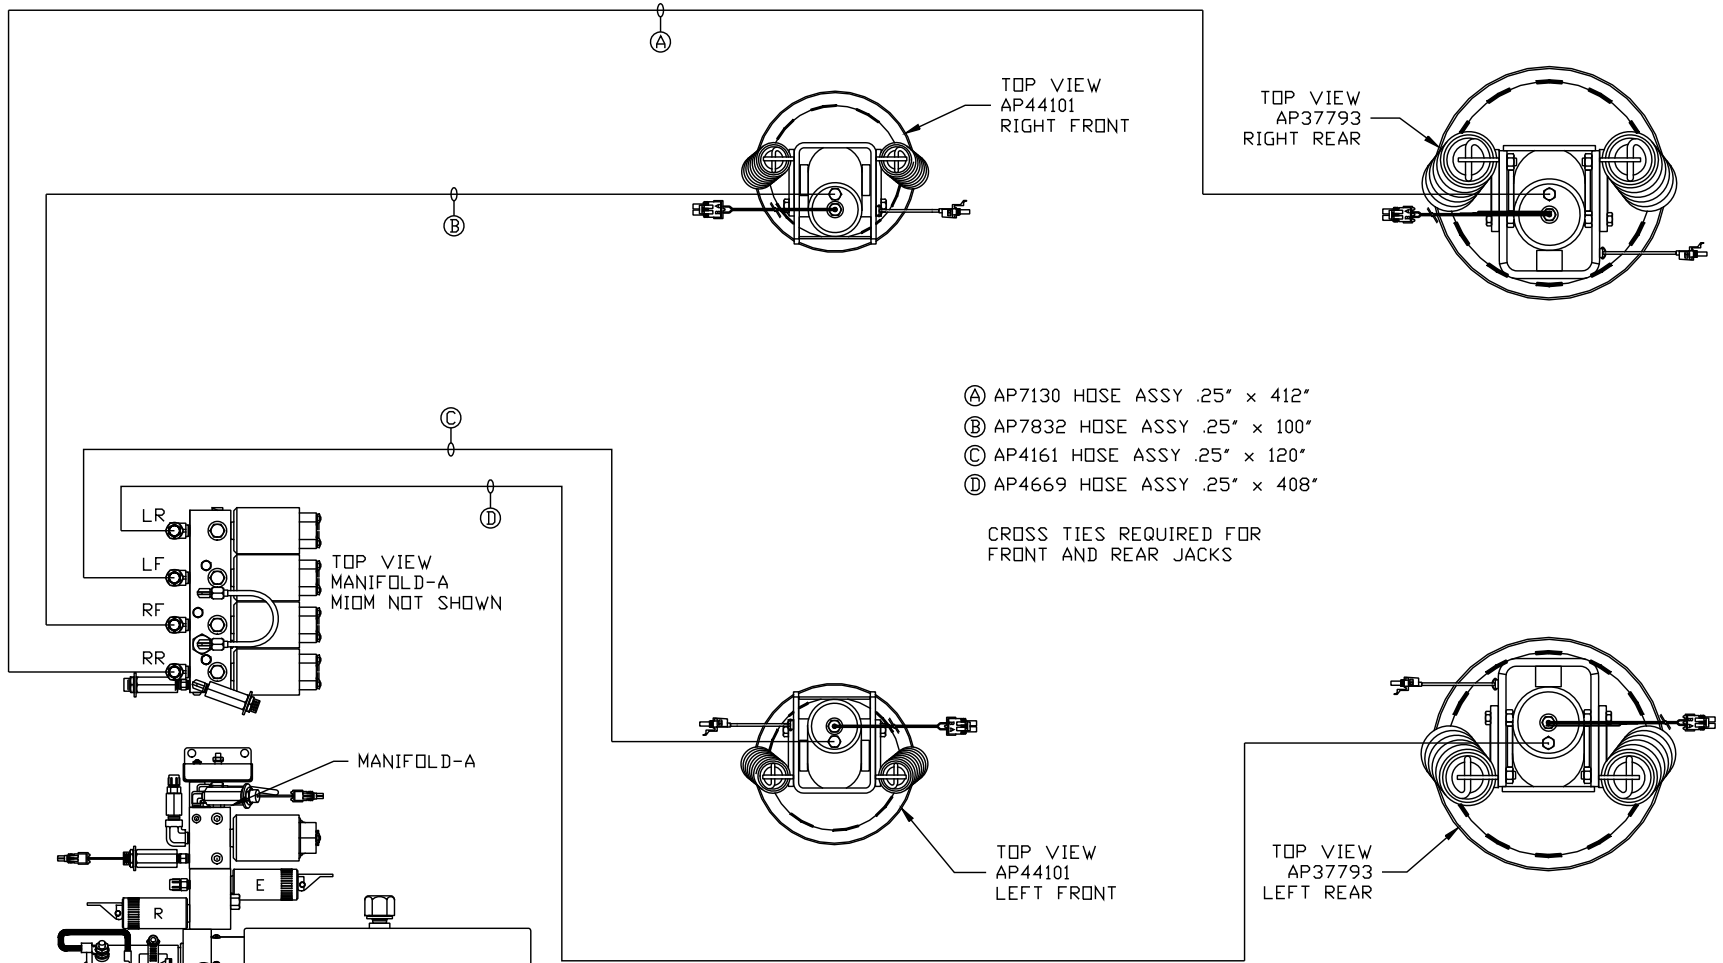 A
TOP VIEW
AP44101
RIGHT FRONT
TOP VIEW
AP37793
RIGHT REAR
B
A AP7130 HOSE ASSY .25″ x 412″
B AP7832 HOSE ASSY .25″ x 100″
C AP4161 HOSE ASSY .25″ x 120″
D AP4669 HOSE ASSY .25″ x 408″
CROSS TIES REQUIRED FOR
FRONT AND REAR JACKS
C
D
LR
LF
RF
RR
TOP VIEW
MANIFOLD-A
MIOM NOT SHOWN
MANIFOLD-A
E
R
TOP VIEW
AP44101
LEFT FRONT
TOP VIEW
AP37793
LEFT REAR